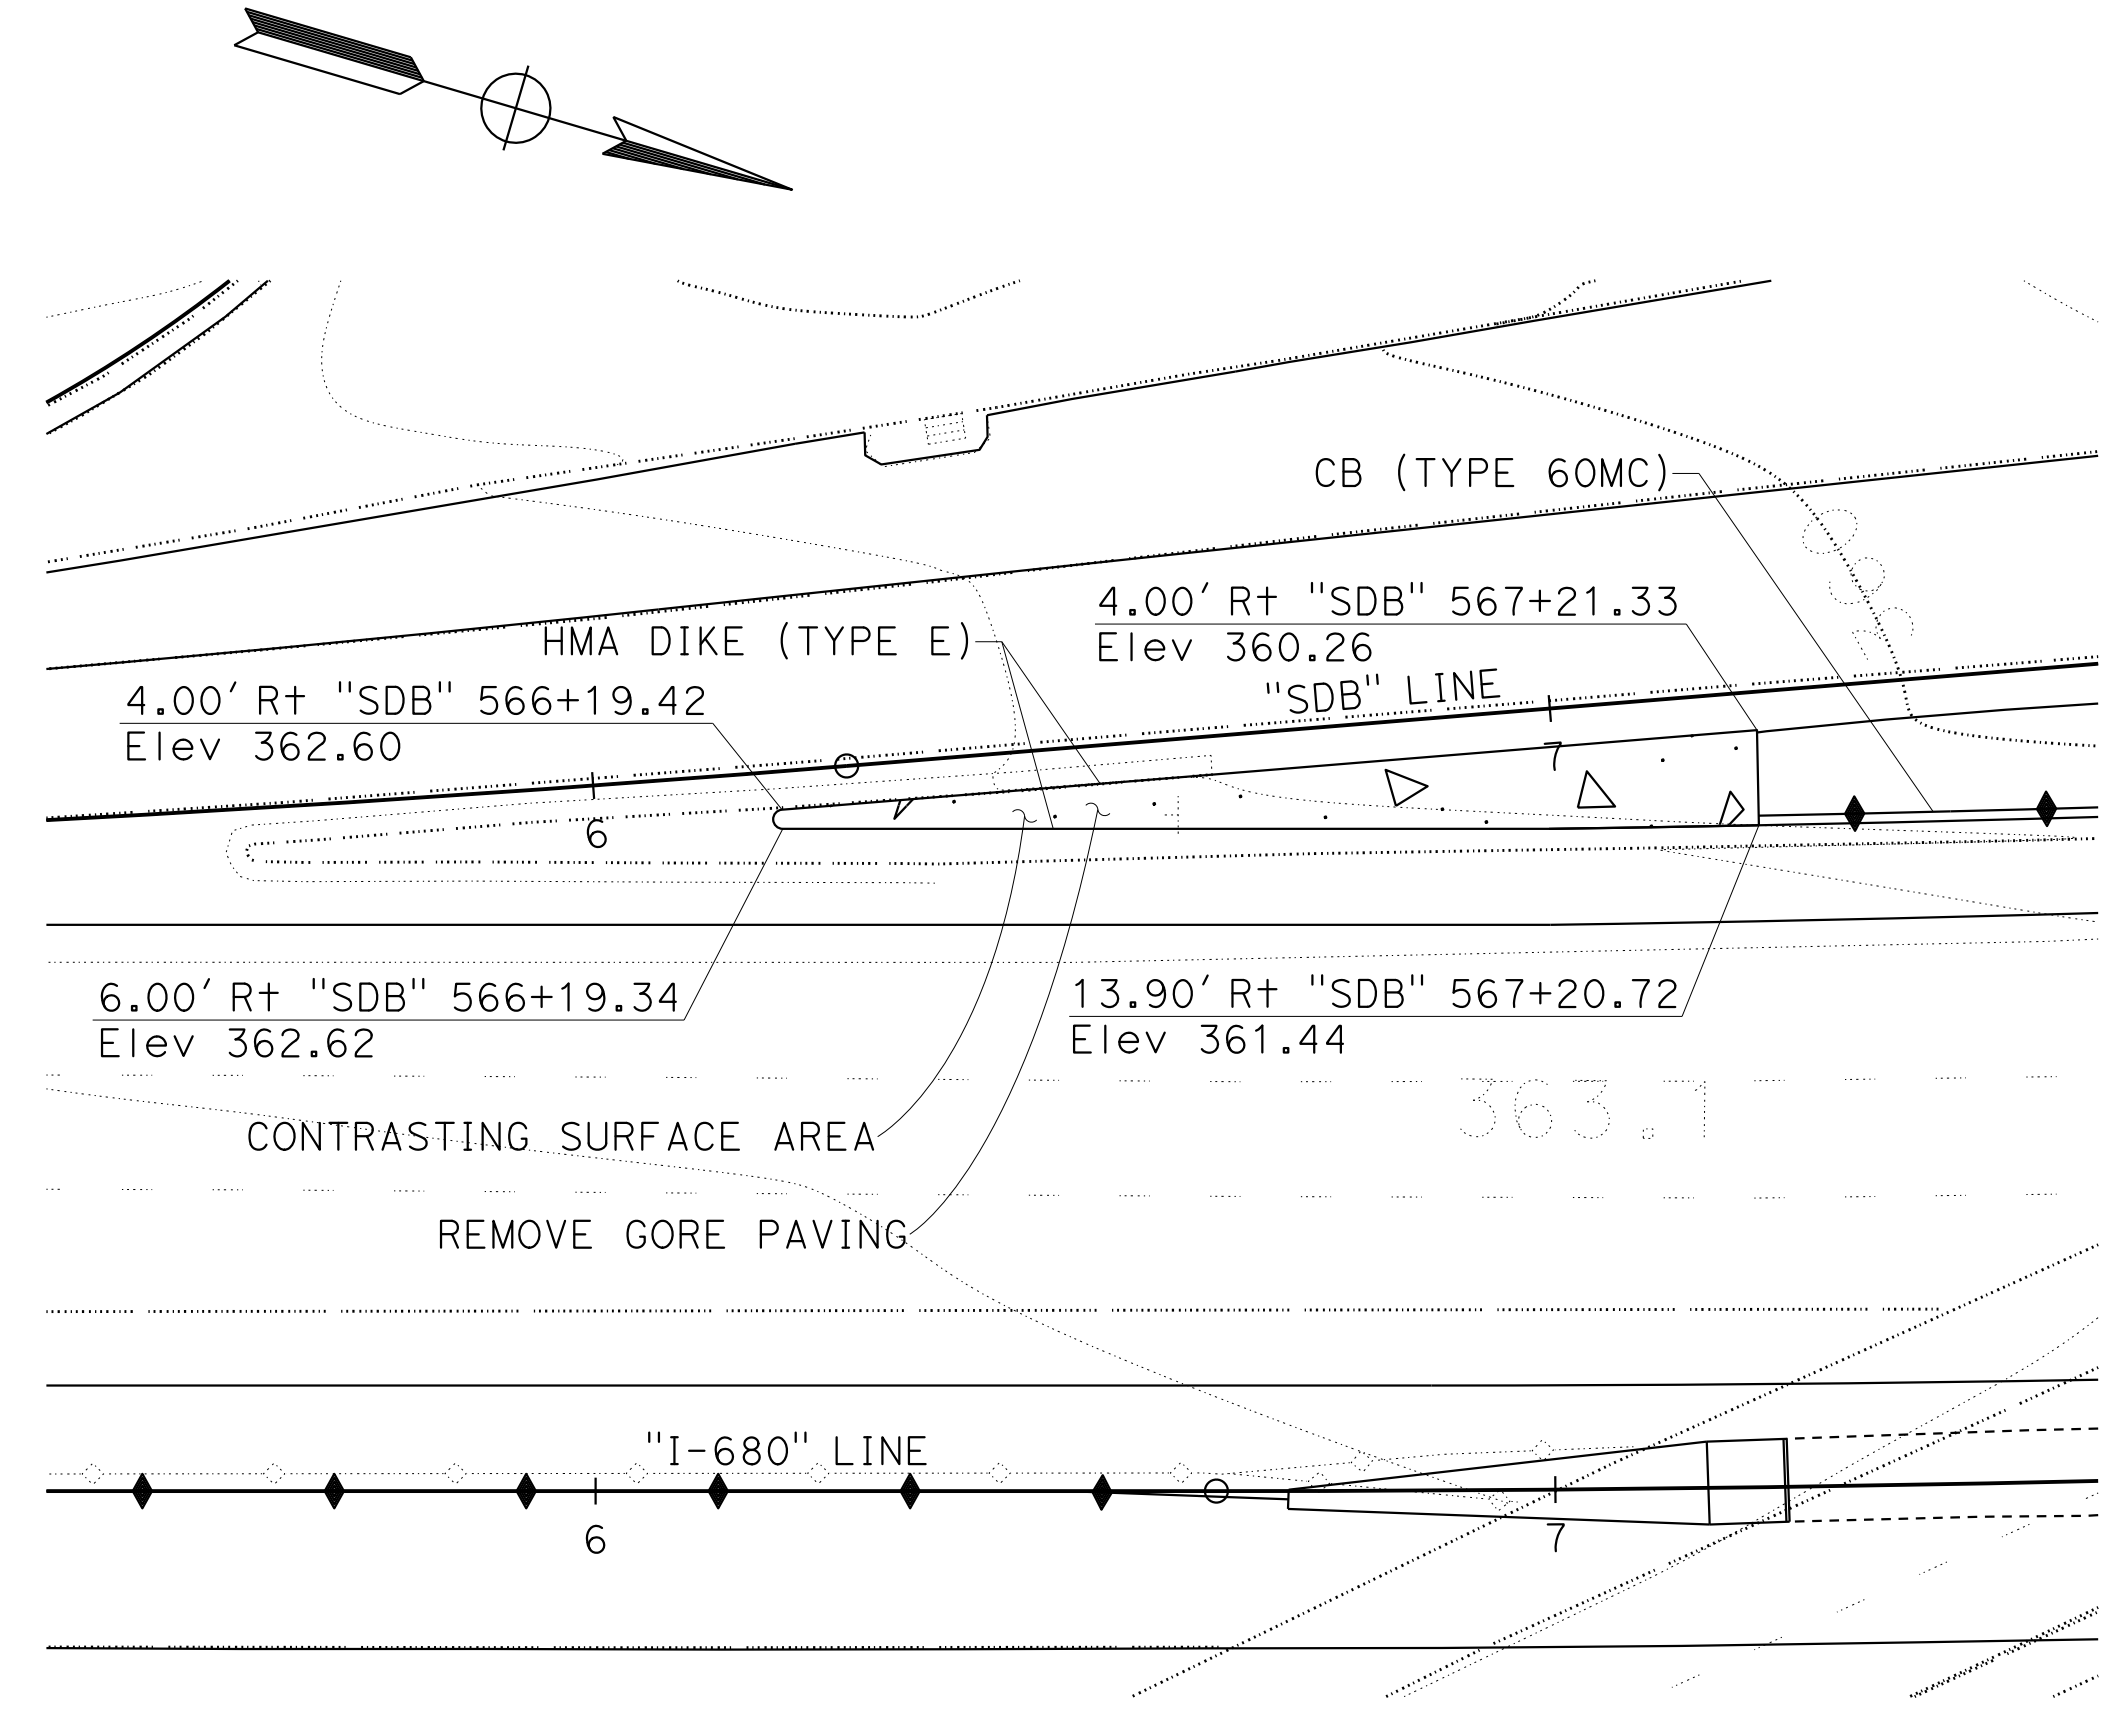 CB (TYPE 60MC)
4.00' Rt "SDB" 567+21.33
Elev 360.26
HMA DIKE (TYPE E)
"SDB" LINE
4.00' Rt "SDB" 566+19.42
Elev 362.60
7
6
6.00' Rt "SDB" 566+19.34
Elev 362.62
13.90' Rt "SDB" 567+20.72
Elev 361.44
363.1
CONTRASTING SURFACE AREA
REMOVE GORE PAVING
"I-680" LINE
6
7